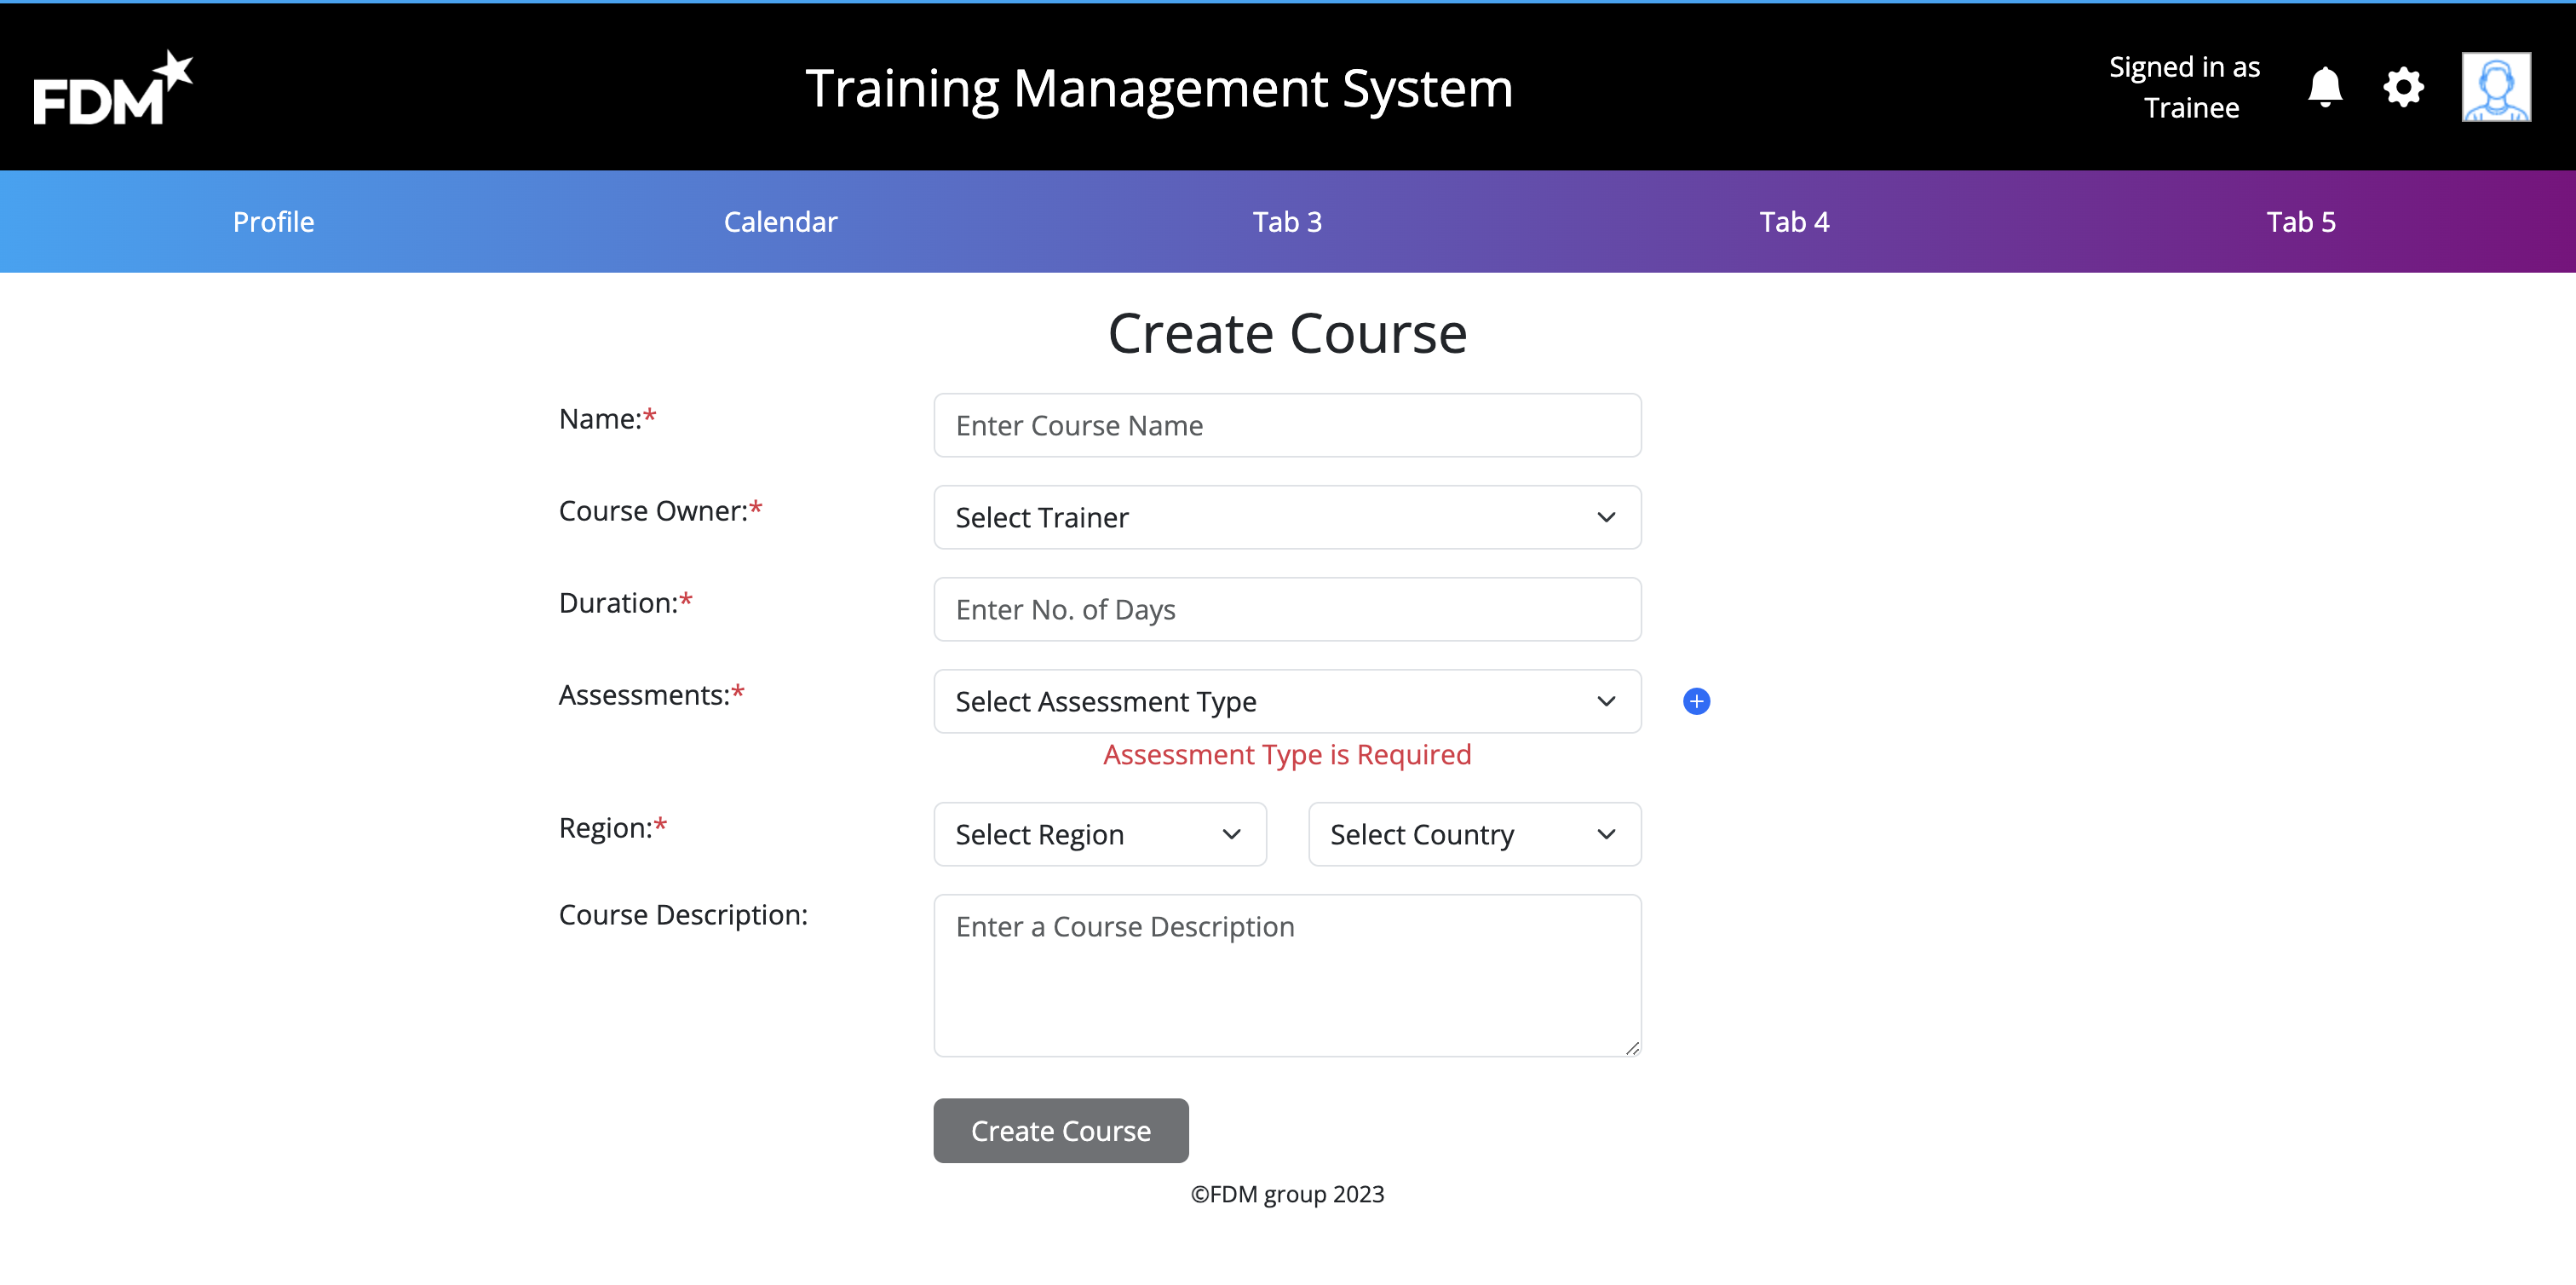 FDM
Training Management System
Signed in as
Trainee
Profile
Calendar
Tab 3
Tab 4
Tab 5
Create Course
Name:*
Enter Course Name
Course Owner:*
Select Trainer
Duration:*
Enter No. of Days
Assessments:*
Select Assessment Type
Assessment Type is Required
Region:*
Select Region
Select Country
Course Description:
Enter a Course Description
Create Course
©FDM group 2023